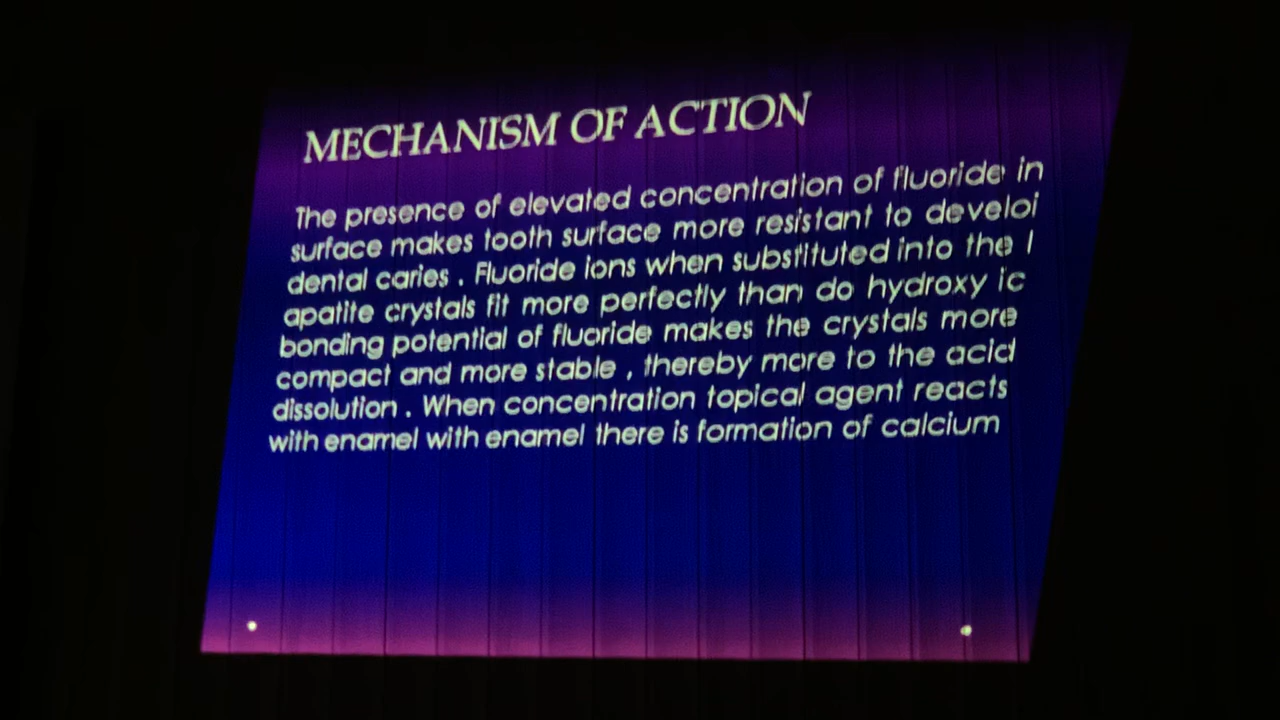 MECHANISM OF ACTION
The presence of elevated concentration of fluoride in
surface makes tooth surface more resistant to
dental caries . Fluoride ions when substituted into the
apatite crystals fit more perfectly than do hydroxy
bonding potential of fluoride makes the crystals more
compact and more stable , thereby more to the acid
dissolution . When concentration topical agent reacts
with enamel with enamel there is formation of calcium